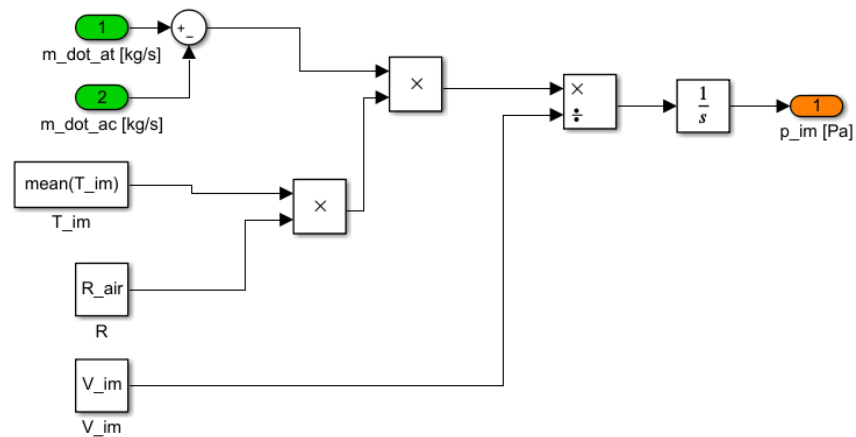 1
+
−
m_dot_at [kg/s]
2
m_dot_ac [kg/s]
×
×
÷
1
s
1
p_im [Pa]
mean(T_im)
T_im
×
R_air
R
V_im
V_im